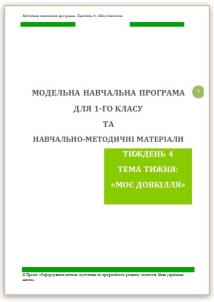 МОДЕЛЬНА НАВЧАЛЬНА ПРОГРАМА
ДЛЯ 1-ГО КЛАСУ
ТА
НАВЧАЛЬНО-МЕТОДИЧНІ МАТЕРІАЛИ
ТИЖДЕНЬ 4
ТЕМА ТИЖНЯ:
«МОЄ ДОВКІЛЛЯ»